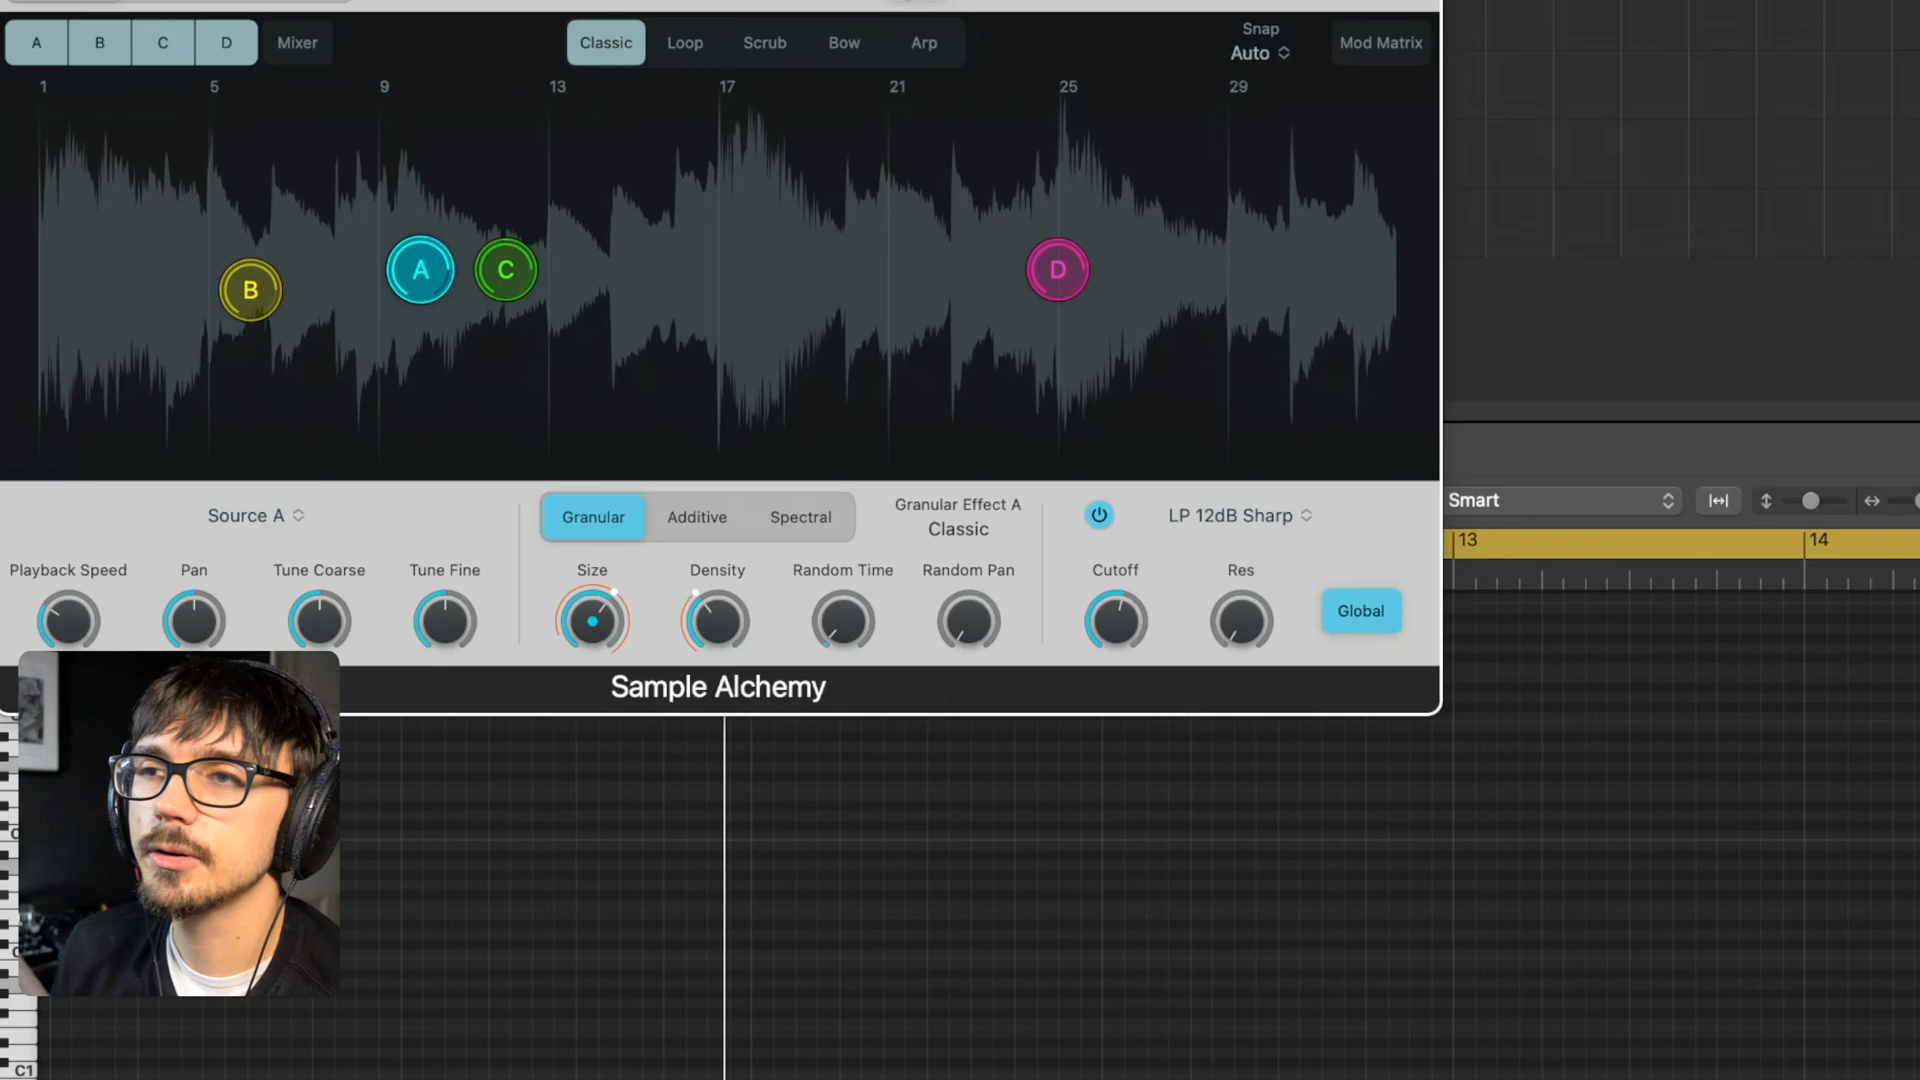 A B C D Mixer Classic Loop Scrub Bow Arp Snap Auto Mod Matrix
1 5 9 13 17 21 25 29
B A C D
Source A Granular Additive Spectral Granular Effect A Classic LP 12dB Sharp Smart
13 14
Playback Speed Pan Tune Coarse Tune Fine Size Density Random Time Random Pan Cutoff Res
Global
Sample Alchemy
C1